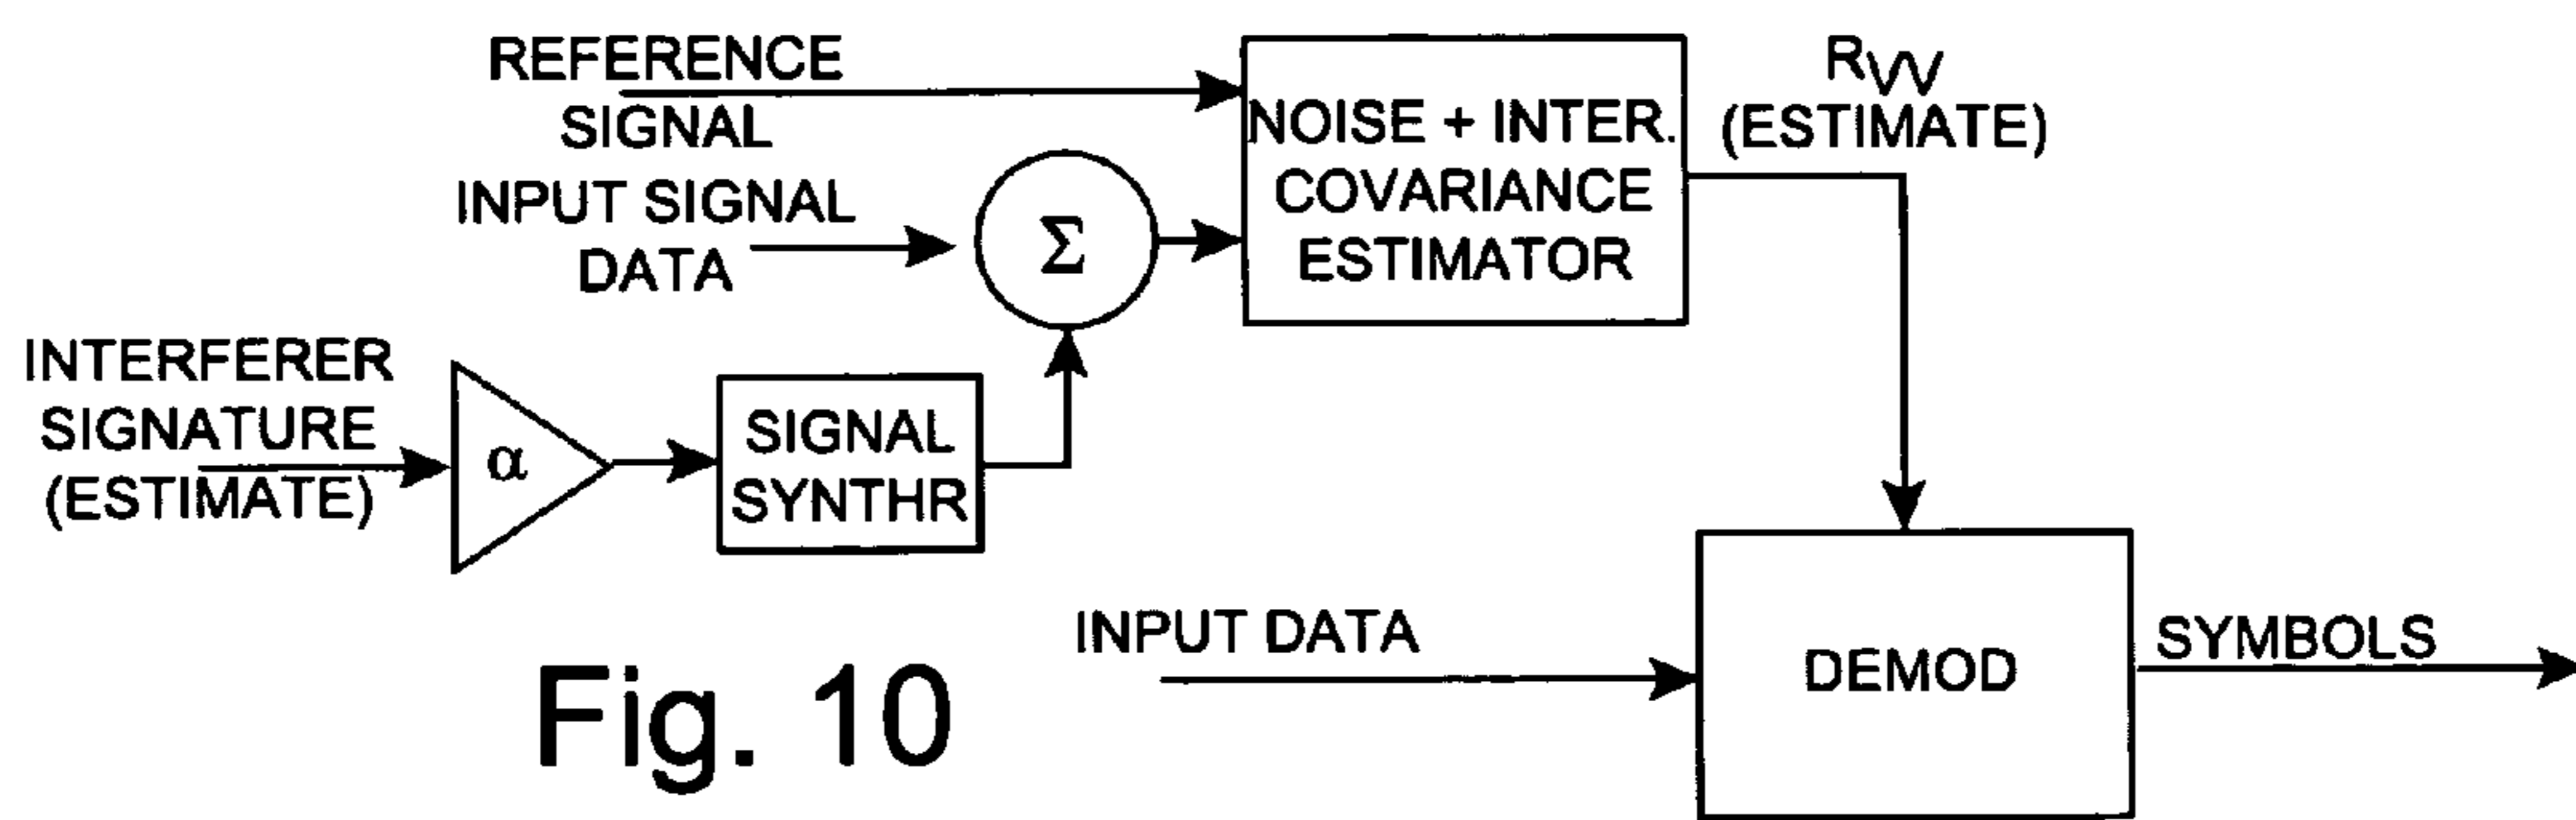 REFERENCE
SIGNAL
INPUT SIGNAL
DATA
Σ
NOISE + INTER.
COVARIANCE
ESTIMATOR
RVV
(ESTIMATE)
INTERFERER
SIGNATURE
(ESTIMATE)
α
SIGNAL
SYNTHR
INPUT DATA
DEMOD
SYMBOLS
Fig. 10